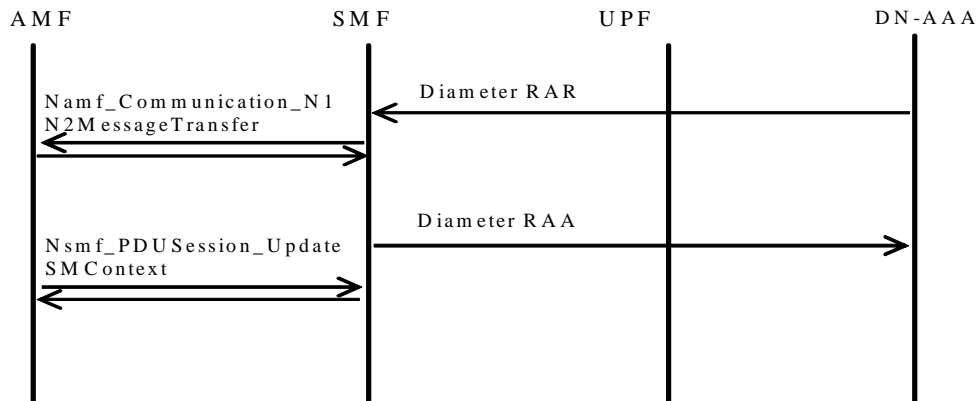 AMF
SMF
UPF
DN-AAA
Diameter RAR
Namf_Communication_N1
N2MessageTransfer
Diameter RAA
Nsmf_PDUSession_Update
SMContext